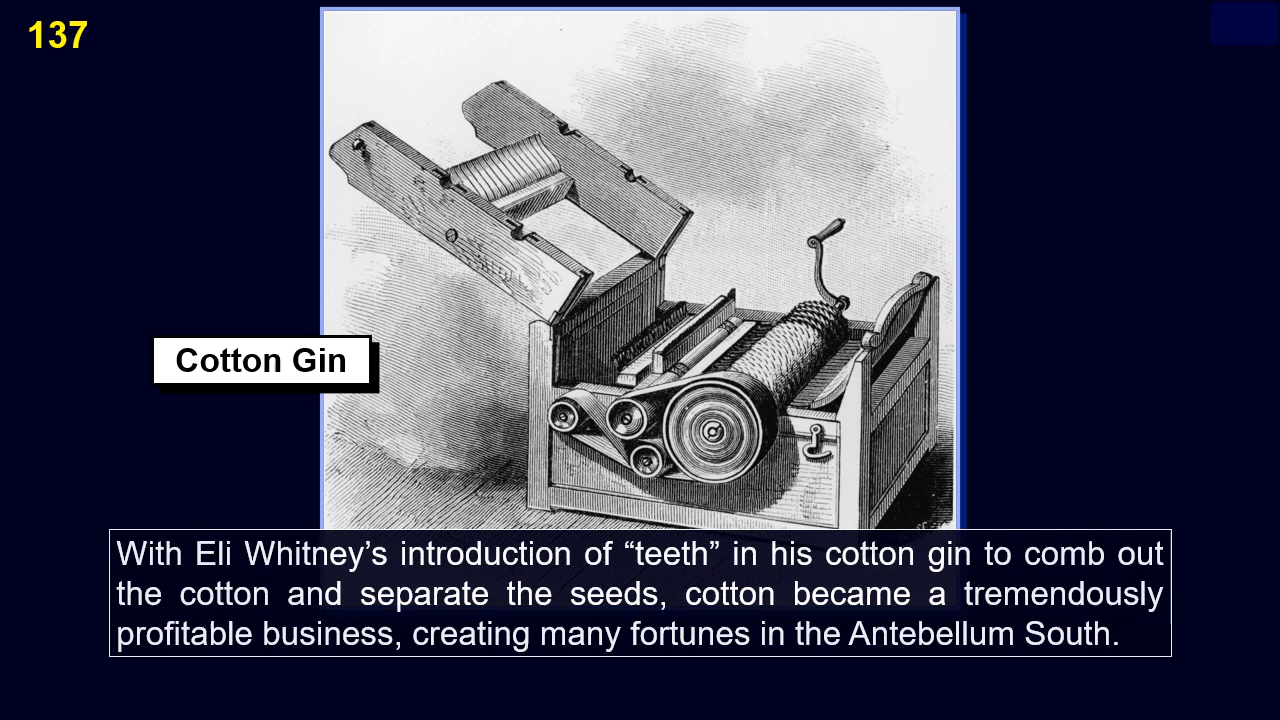 137
Cotton Gin
With Eli Whitney’s introduction of “teeth” in his cotton gin to comb out
the cotton and separate the seeds, cotton became a tremendously
profitable business, creating many fortunes in the Antebellum South.